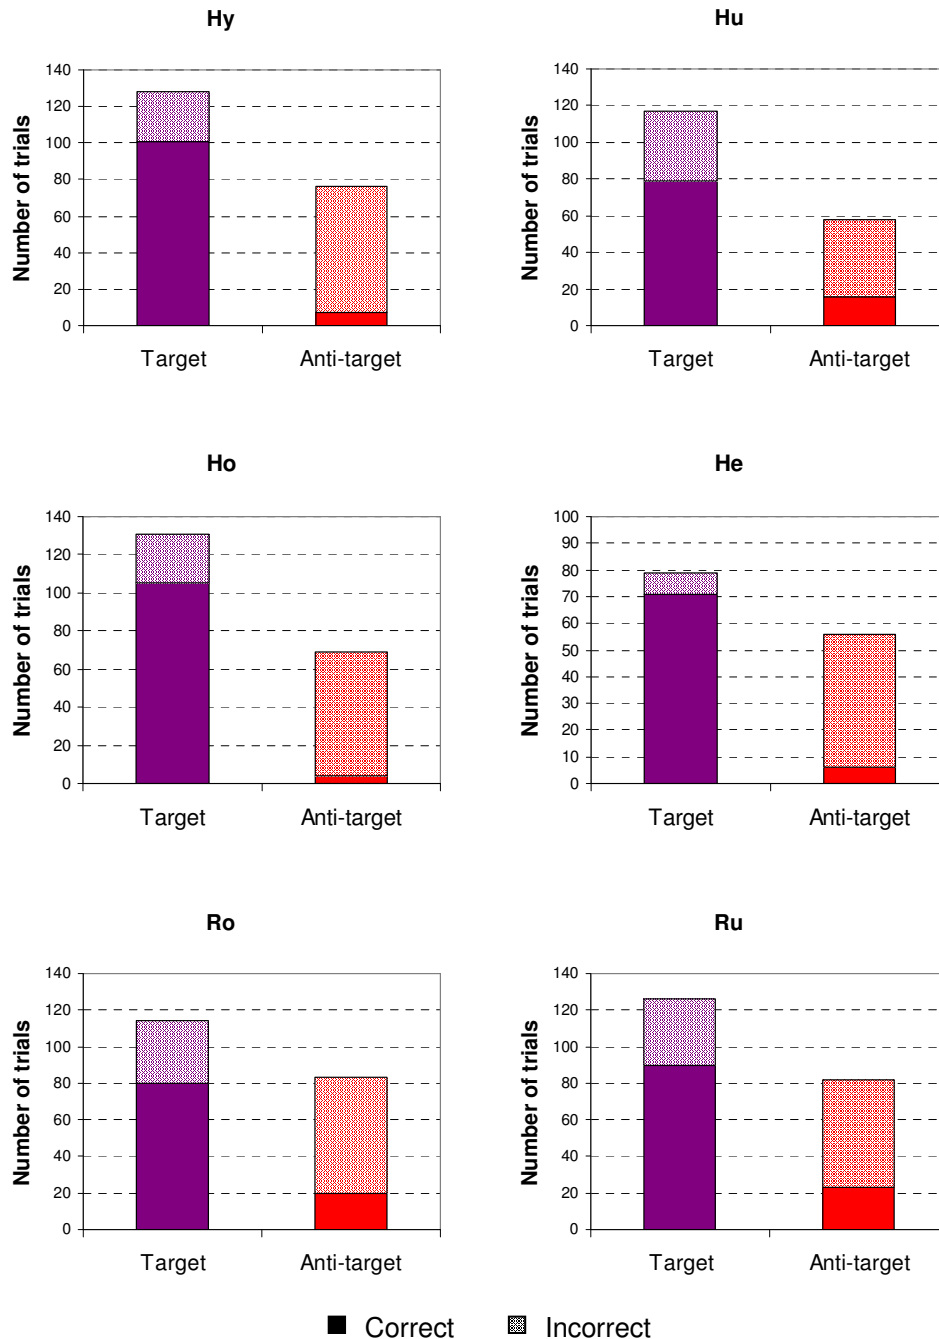 Hy
Number of trials
140
120
100
80
60
40
20
0
Target
Anti-target
Hu
Number of trials
140
120
100
80
60
40
20
0
Target
Anti-target
Ho
Number of trials
140
120
100
80
60
40
20
0
Target
Anti-target
He
Number of trials
100
90
80
70
60
50
40
30
20
10
0
Target
Anti-target
Ro
Number of trials
140
120
100
80
60
40
20
0
Target
Anti-target
Ru
Number of trials
140
120
100
80
60
40
20
0
Target
Anti-target
Correct
Incorrect